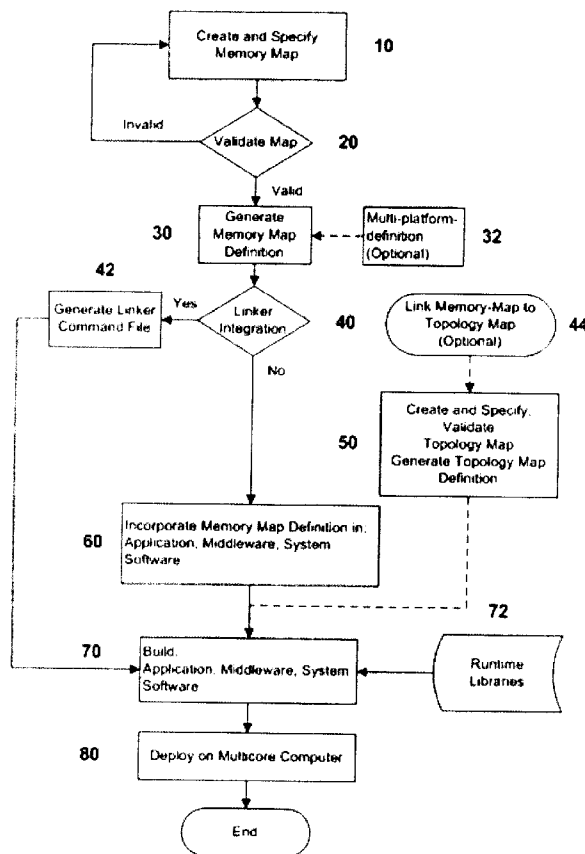 Create and Specify
Memory Map
10
Invalid
Validate Map
20
Valid
30
Generate
Memory Map
Definition
Multi-platform-
definition
(Optional)
32
42
Generate Linker
Command File
Yes
Linker
Integration
40
Link Memory-Map to
Topology Map
(Optional)
44
No
50
Create and Specify,
Validate
Topology Map
Generate Topology Map
Definition
60
Incorporate Memory Map Definition in:
Application, Middleware, System
Software
72
70
Build:
Application, Middleware, System
Software
Runtime
Libraries
80
Deploy on Multicore Computer
End